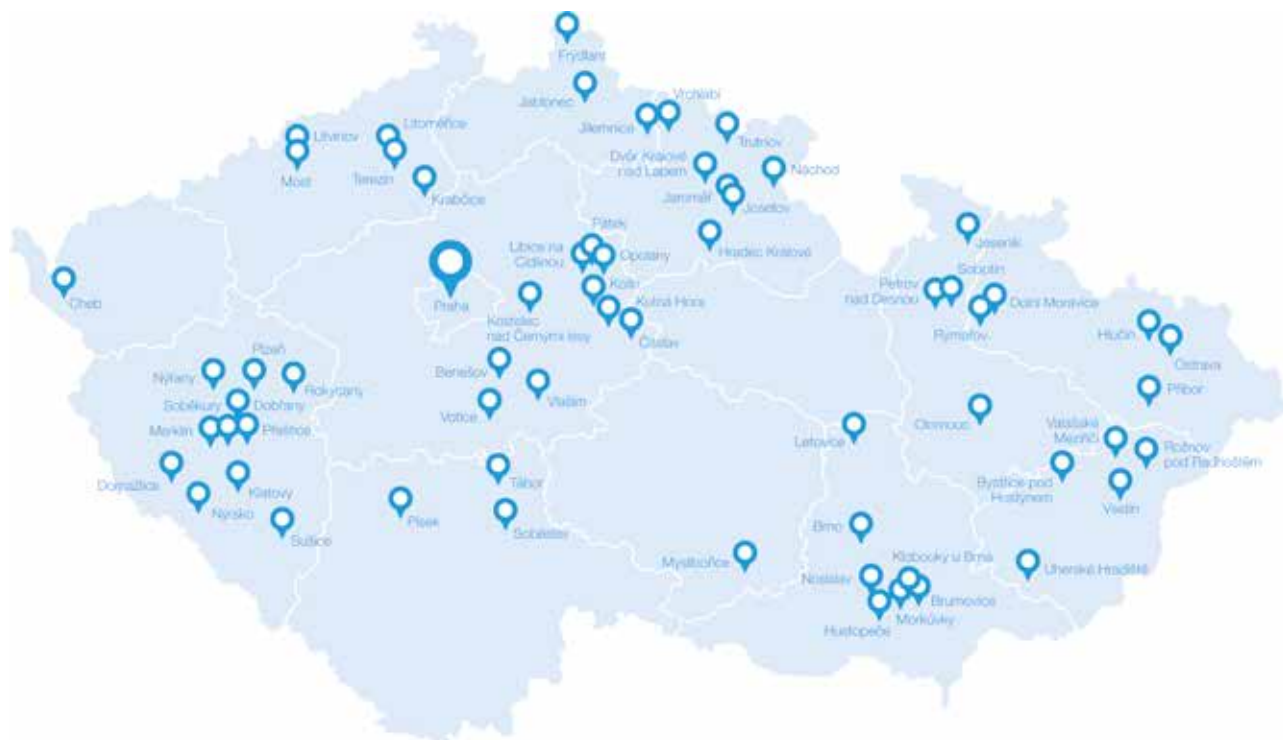 Frýdlant
Jablonec
Vrchlabí
Jilemnice
Trutnov
Litvínov
Litoměřice
Most
Terezín
Krabčice
Dvůr Králové
nad Labem
Náchod
Jaroměř
Josefov
Hradec Králové
Pátek
Libice na
Cidlinou
Opolany
Jeseník
Cheb
Praha
Kolín
Kutná Hora
Kostelec
nad Černými lesy
Čáslav
Petrov
nad Desnou
Sobotín
Dolní Moravice
Rýmařov
Hlučín
Ostrava
Plzeň
Nýřany
Rokycany
Benešov
Vlašim
Votice
Příbor
Soběkury
Dobřany
Merklín
Přeštice
Letovice
Olomouc
Valašské
Meziříčí
Rožnov
pod Radhoštěm
Domažlice
Klatovy
Nýrsko
Sušice
Tábor
Písek
Soběslav
Bystřice pod
Hostýnem
Vsetín
Brno
Myslibořice
Klobouky u Brna
Nosislav
Brumovice
Morkůvky
Hustopeče
Uherské Hradiště